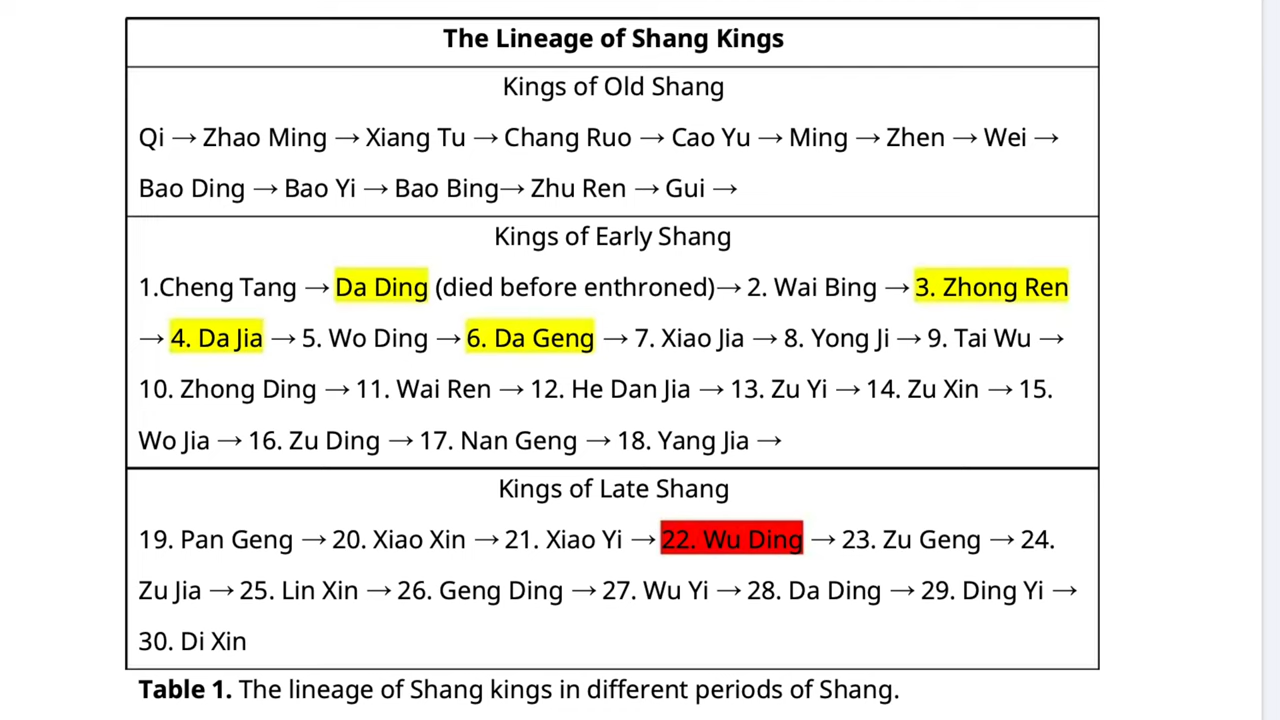 The Lineage of Shang Kings
Kings of Old Shang
Qi → Zhao Ming → Xiang Tu → Chang Ruo → Cao Yu → Ming → Zhen → Wei →
Bao Ding → Bao Yi → Bao Bing→ Zhu Ren → Gui →
Kings of Early Shang
1.Cheng Tang → Da Ding (died before enthroned)→ 2. Wai Bing → 3. Zhong Ren
→ 4. Da Jia → 5. Wo Ding → 6. Da Geng → 7. Xiao Jia → 8. Yong Ji → 9. Tai Wu →
10. Zhong Ding → 11. Wai Ren → 12. He Dan Jia → 13. Zu Yi → 14. Zu Xin → 15.
Wo Jia → 16. Zu Ding → 17. Nan Geng → 18. Yang Jia →
Kings of Late Shang
19. Pan Geng → 20. Xiao Xin → 21. Xiao Yi → 22. Wu Ding → 23. Zu Geng → 24.
Zu Jia → 25. Lin Xin → 26. Geng Ding → 27. Wu Yi → 28. Da Ding → 29. Ding Yi →
30. Di Xin
Table 1. The lineage of Shang kings in different periods of Shang.